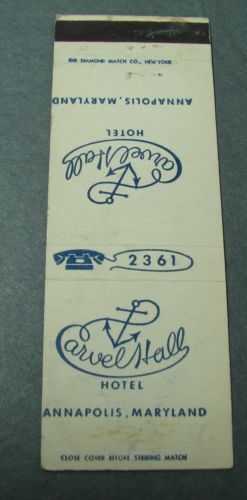 THE DIAMOND MATCH CO., NEW YORK
ANNAPOLIS, MARYLAND
HOTEL
Carvel Hall
2361
Carvel Hall
HOTEL
ANNAPOLIS, MARYLAND
CLOSE COVER BEFORE STRIKING MATCH